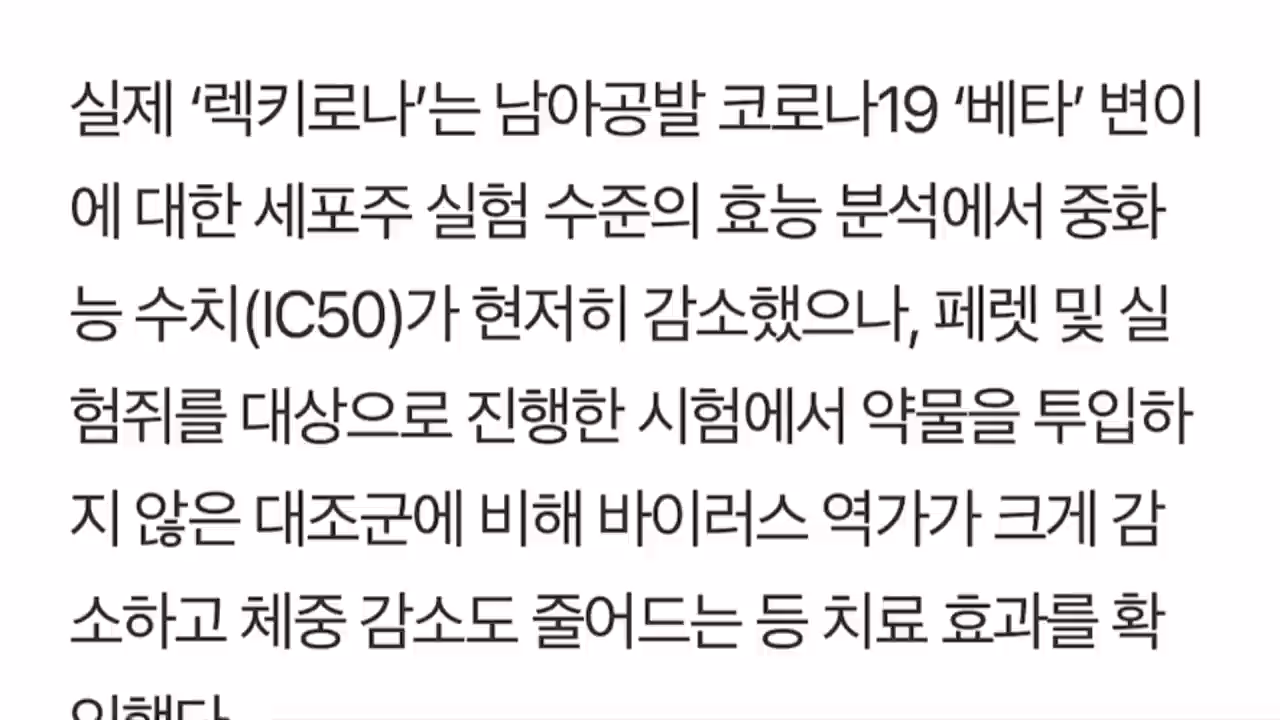 실제 ‘렉키로나’는 남아공발 코로나19 ‘베타’ 변이
에 대한 세포주 실험 수준의 효능 분석에서 중화
능 수치(IC50)가 현저히 감소했으나, 페렛 및 실
험쥐를 대상으로 진행한 시험에서 약물을 투입하
지 않은 대조군에 비해 바이러스 역가가 크게 감
소하고 체중 감소도 줄어드는 등 치료 효과를 확